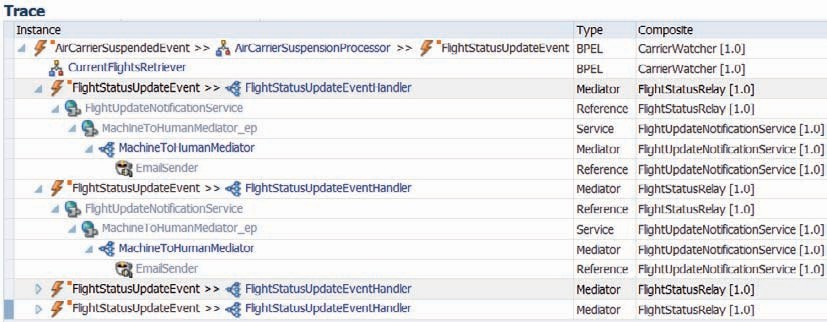 Trace
Instance Type Composite
AirCarrierSuspendedEvent >> AirCarrierSuspensionProcessor >> FlightStatusUpdateEvent BPEL CarrierWatcher [1.0]
CurrentFlightsRetriever BPEL CarrierWatcher [1.0]
FlightStatusUpdateEvent >> FlightStatusUpdateEventHandler Mediator FlightStatusRelay [1.0]
FlightUpdateNotificationService Reference FlightStatusRelay [1.0]
MachineToHumanMediator_ep Service FlightUpdateNotificationService [1.0]
MachineToHumanMediator Mediator FlightUpdateNotificationService [1.0]
EmailSender Reference FlightUpdateNotificationService [1.0]
FlightStatusUpdateEvent >> FlightStatusUpdateEventHandler Mediator FlightStatusRelay [1.0]
FlightUpdateNotificationService Reference FlightStatusRelay [1.0]
MachineToHumanMediator_ep Service FlightUpdateNotificationService [1.0]
MachineToHumanMediator Mediator FlightUpdateNotificationService [1.0]
EmailSender Reference FlightUpdateNotificationService [1.0]
FlightStatusUpdateEvent >> FlightStatusUpdateEventHandler Mediator FlightStatusRelay [1.0]
FlightStatusUpdateEvent >> FlightStatusUpdateEventHandler Mediator FlightStatusRelay [1.0]